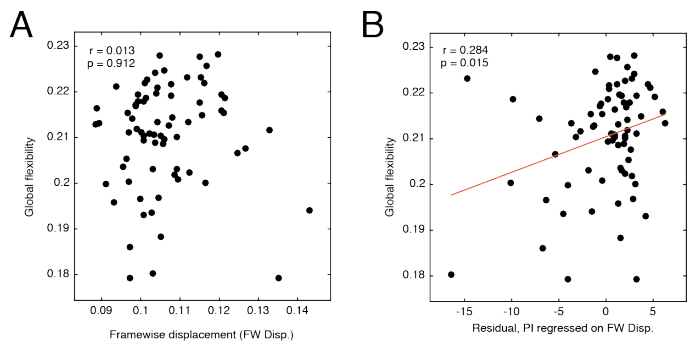 A
r = 0.013
p = 0.912
0.23
0.22
0.21
0.2
0.19
0.18
Global flexibility
0.09 0.1 0.11 0.12 0.13 0.14
Framewise displacement (FW Disp.)
B
r = 0.284
p = 0.015
0.23
0.22
0.21
0.2
0.19
0.18
Global flexibility
-15 -10 -5 0 5
Residual, PI regressed on FW Disp.